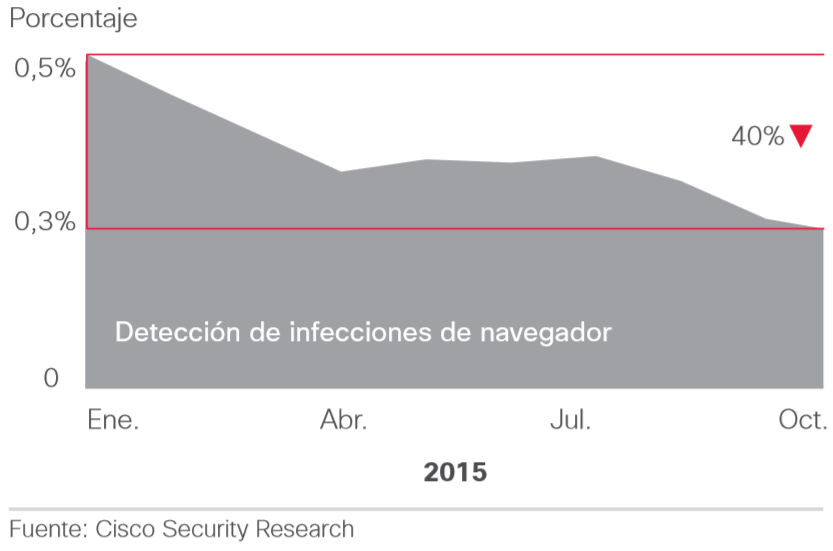 Porcentaje
0,5%
40%
0,3%
Detección de infecciones de navegador
0
Ene. Abr. Jul. Oct.
2015
Fuente: Cisco Security Research